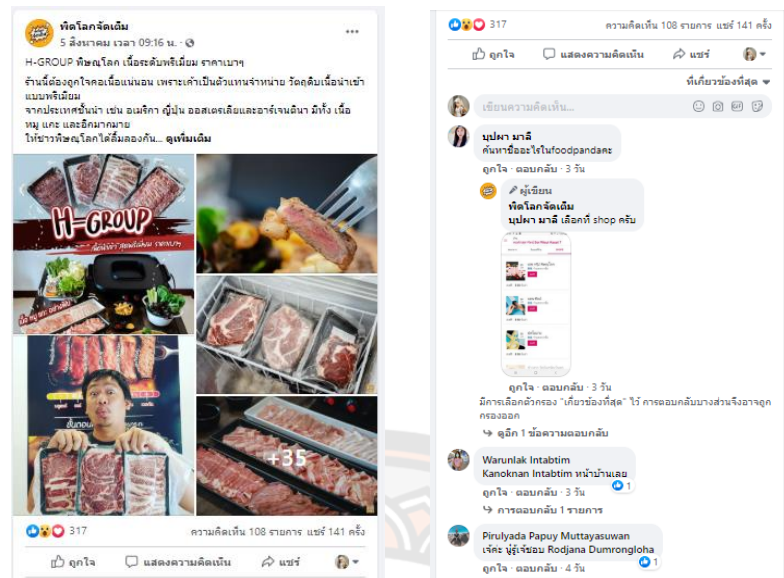 พิดโลกจัดเต็ม
5 สิงหาคม เวลา 09:16 น. ·
H-GROUP พิษณุโลก เนื้อระดับพรีเมี่ยม ราคาเบาๆ
ร้านนี้ต้องถูกใจคอเนื้อแน่นอน เพราะเค้าเป็นตัวแทนจำหน่าย วัตถุดิบเนื้อนำเข้า
แบบพรีเมียม
จากประเทศชั้นนำ เช่น อเมริกา ญี่ปุ่น ออสเตรเลียและอาร์เจนตินา มีทั้ง เนื้อ
หมู แกะ และอีกมากมาย
ให้ชาวพิษณุโลกได้ลิ้มลองกัน... ดูเพิ่มเติม
H-GROUP
+35
317
ความคิดเห็น 108 รายการ แชร์ 141 ครั้ง
ถูกใจ
แสดงความคิดเห็น
แชร์
317
ความคิดเห็น 108 รายการ แชร์ 141 ครั้ง
ถูกใจ
แสดงความคิดเห็น
แชร์
ที่เกี่ยวข้องที่สุด
เขียนความคิดเห็น...
บุปผา มาลี
ค้นหาชื่ออะไรในfoodpandaคะ
ถูกใจ · ตอบกลับ · 3 วัน
ผู้เขียน
พิดโลกจัดเต็ม
บุปผา มาลี เลือกที่ shop ครับ
ถูกใจ · ตอบกลับ · 3 วัน
มีการเลือกตัวกรอง "เกี่ยวข้องที่สุด" ไว้ การตอบกลับบางส่วนจึงอาจถูก
กรองออก
ดูอีก 1 ข้อความตอบกลับ
Warunlak Intabtim
Kanoknan Intabtim หน้าบ้านเลย
1
ถูกใจ · ตอบกลับ · 3 วัน
การตอบกลับ 1 รายการ
Pirulyada Papuy Muttayasuwan
เจ้ค่ะ นู๋รู้เจ้ชอบ Rodjana Dumrongloha
1
ถูกใจ · ตอบกลับ · 4 วัน